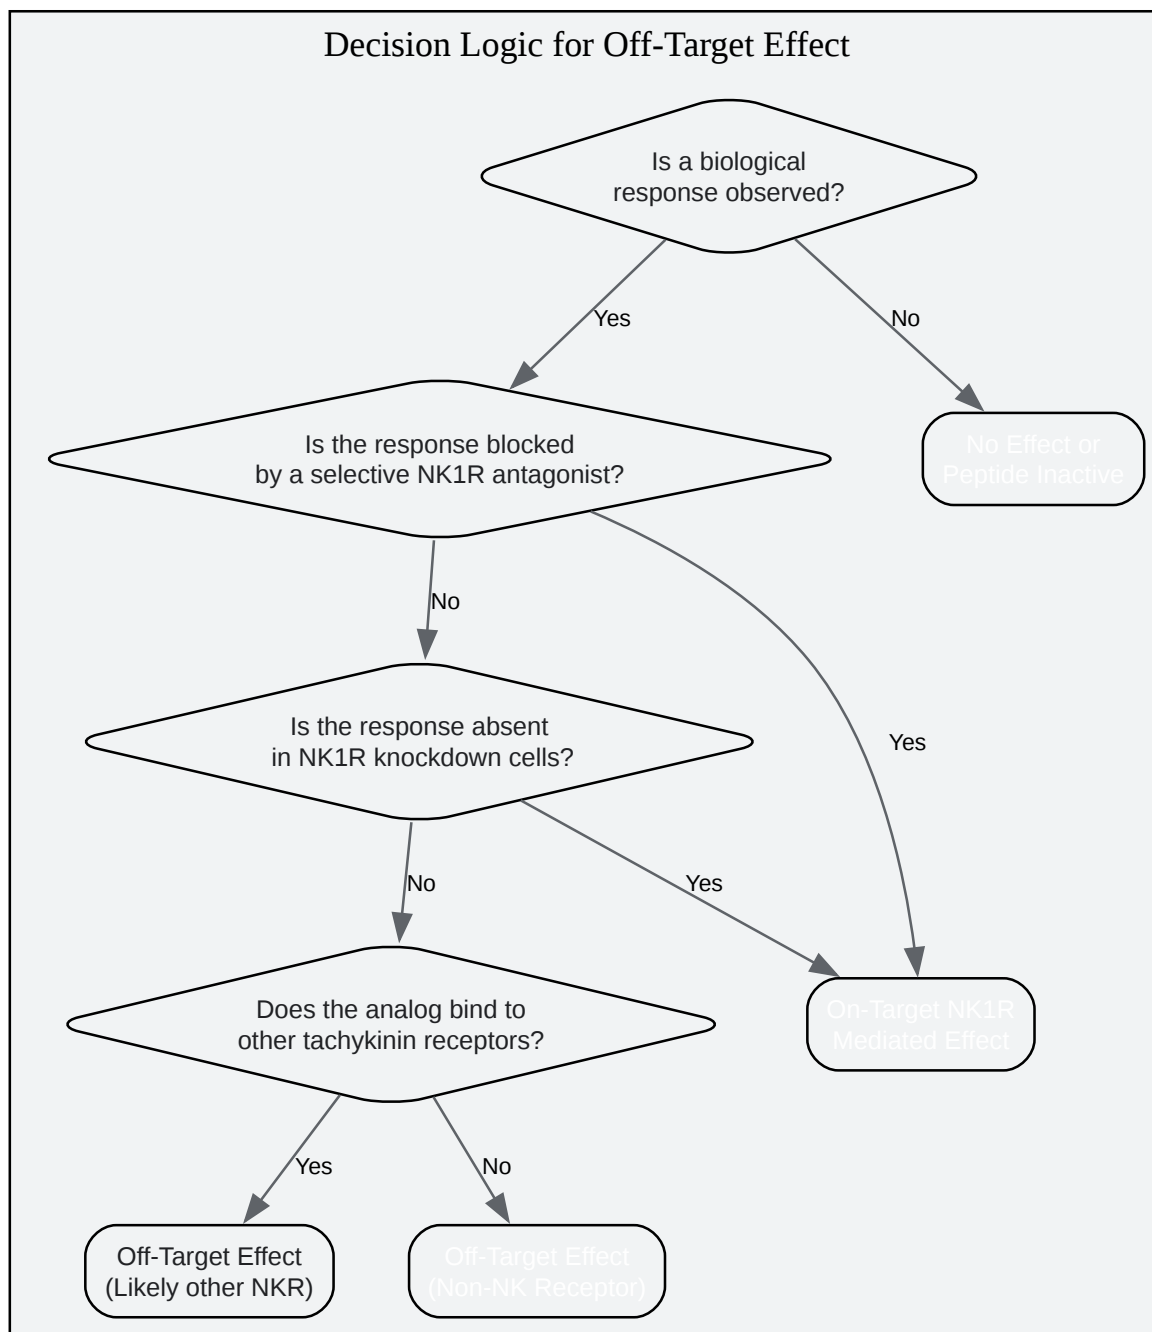 Decision Logic for Off-Target Effect
Is a biological
response observed?
Yes
No
Is the response blocked
by a selective NK1R antagonist?
No Effect or
Peptide Inactive
No
Is the response absent
in NK1R knockdown cells?
Yes
No
Yes
Does the analog bind to
other tachykinin receptors?
On-Target NK1R
Mediated Effect
Yes
No
Off-Target Effect
(Likely other NKR)
Off-Target Effect
(Non-NK Receptor)